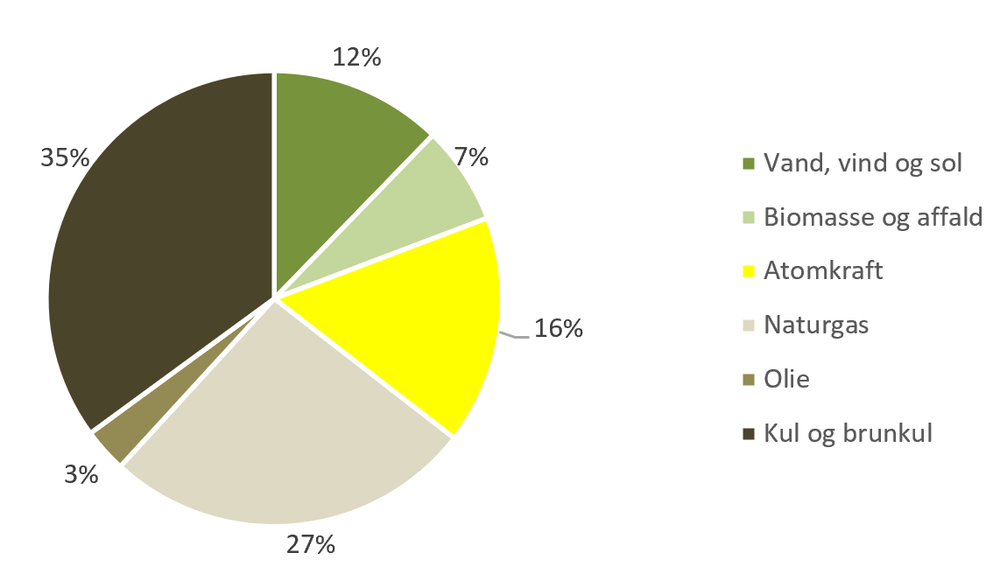 12%
7%
16%
27%
3%
35%
Vand, vind og sol
Biomasse og affald
Atomkraft
Naturgas
Olie
Kul og brunkul